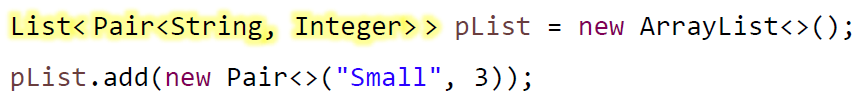 List<Pair<String, Integer>> pList = new ArrayList<>();
pList.add(new Pair<>("Small", 3));